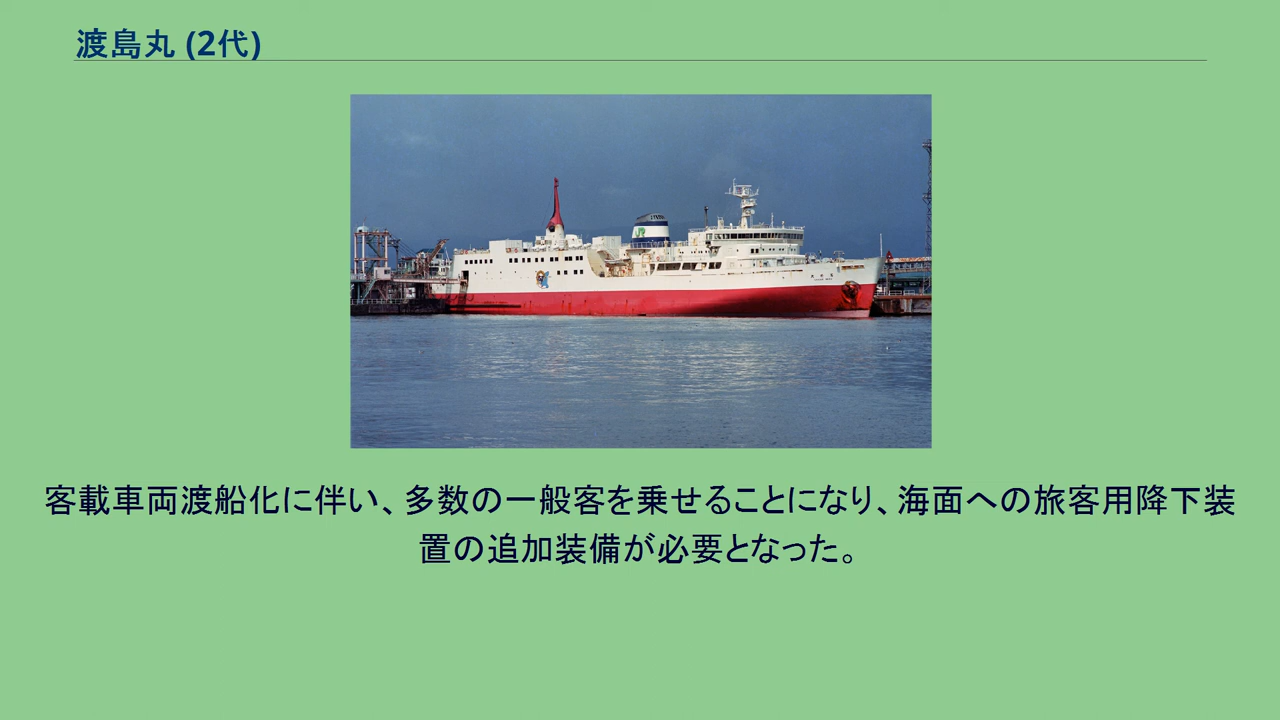 渡島丸 (2代)
客載車両渡船化に伴い、多数の一般客を乗せることになり、海面への旅客用降下装
置の追加装備が必要となった。